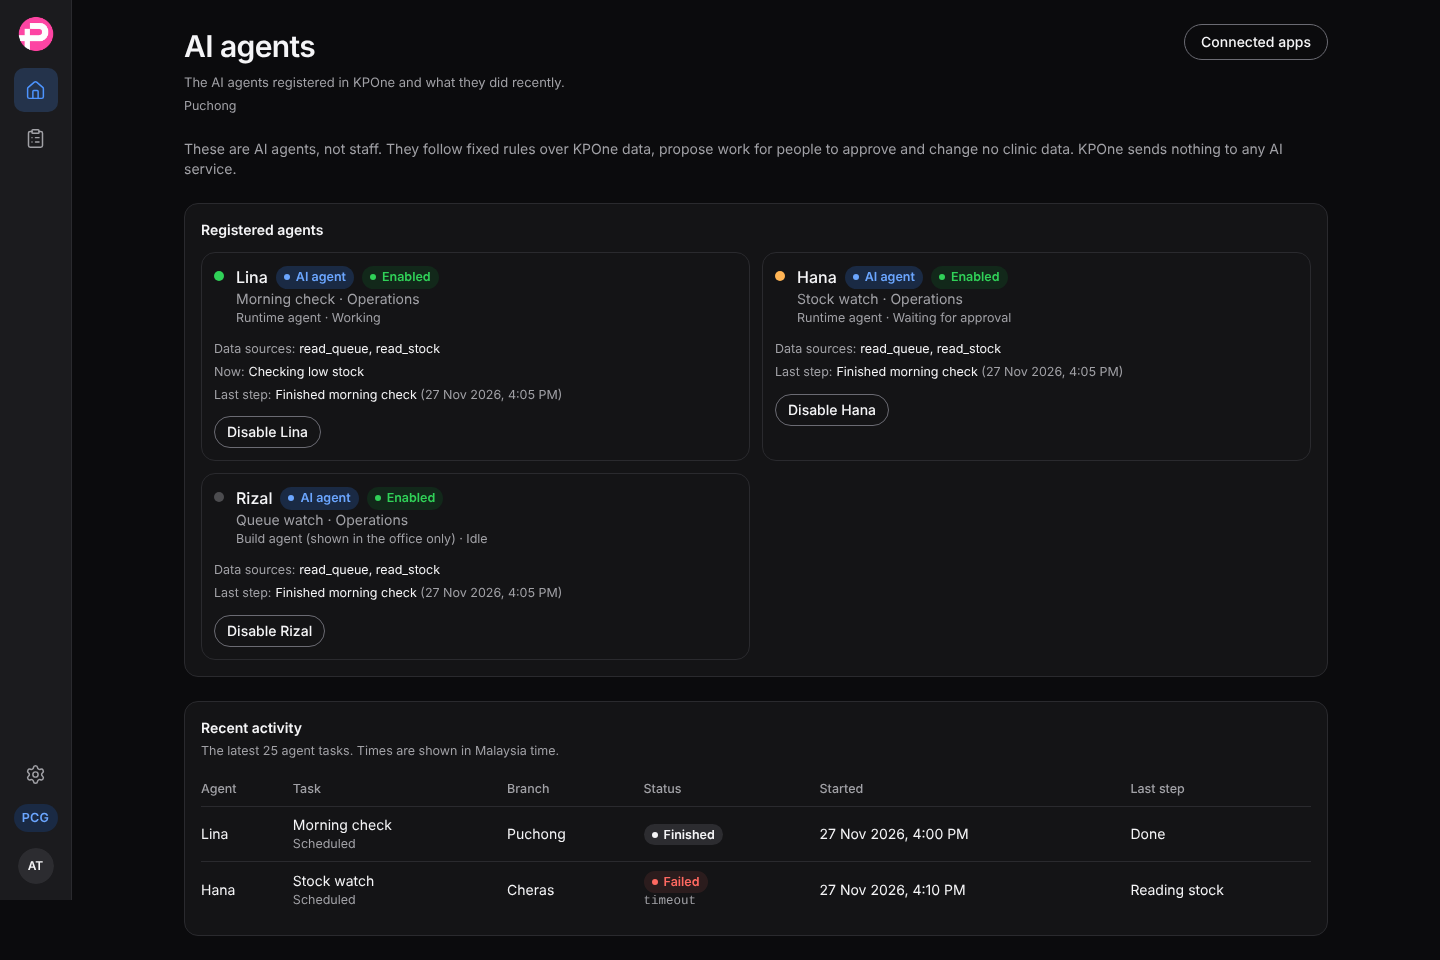 AI agents
Connected apps
The AI agents registered in KPOne and what they did recently.
Puchong
These are AI agents, not staff. They follow fixed rules over KPOne data, propose work for people to approve and change no clinic data. KPOne sends nothing to any AI
service.
Registered agents
Lina AI agent Enabled
Morning check · Operations
Runtime agent · Working
Data sources: read_queue, read_stock
Now: Checking low stock
Last step: Finished morning check (27 Nov 2026, 4:05 PM)
Disable Lina
Hana AI agent Enabled
Stock watch · Operations
Runtime agent · Waiting for approval
Data sources: read_queue, read_stock
Last step: Finished morning check (27 Nov 2026, 4:05 PM)
Disable Hana
Rizal AI agent Enabled
Queue watch · Operations
Build agent (shown in the office only) · Idle
Data sources: read_queue, read_stock
Last step: Finished morning check (27 Nov 2026, 4:05 PM)
Disable Rizal
Recent activity
The latest 25 agent tasks. Times are shown in Malaysia time.
Agent Task Branch Status Started Last step
Lina Morning check Puchong Finished 27 Nov 2026, 4:00 PM Done
Scheduled
Hana Stock watch Cheras Failed 27 Nov 2026, 4:10 PM Reading stock
Scheduled timeout
PCG
AT